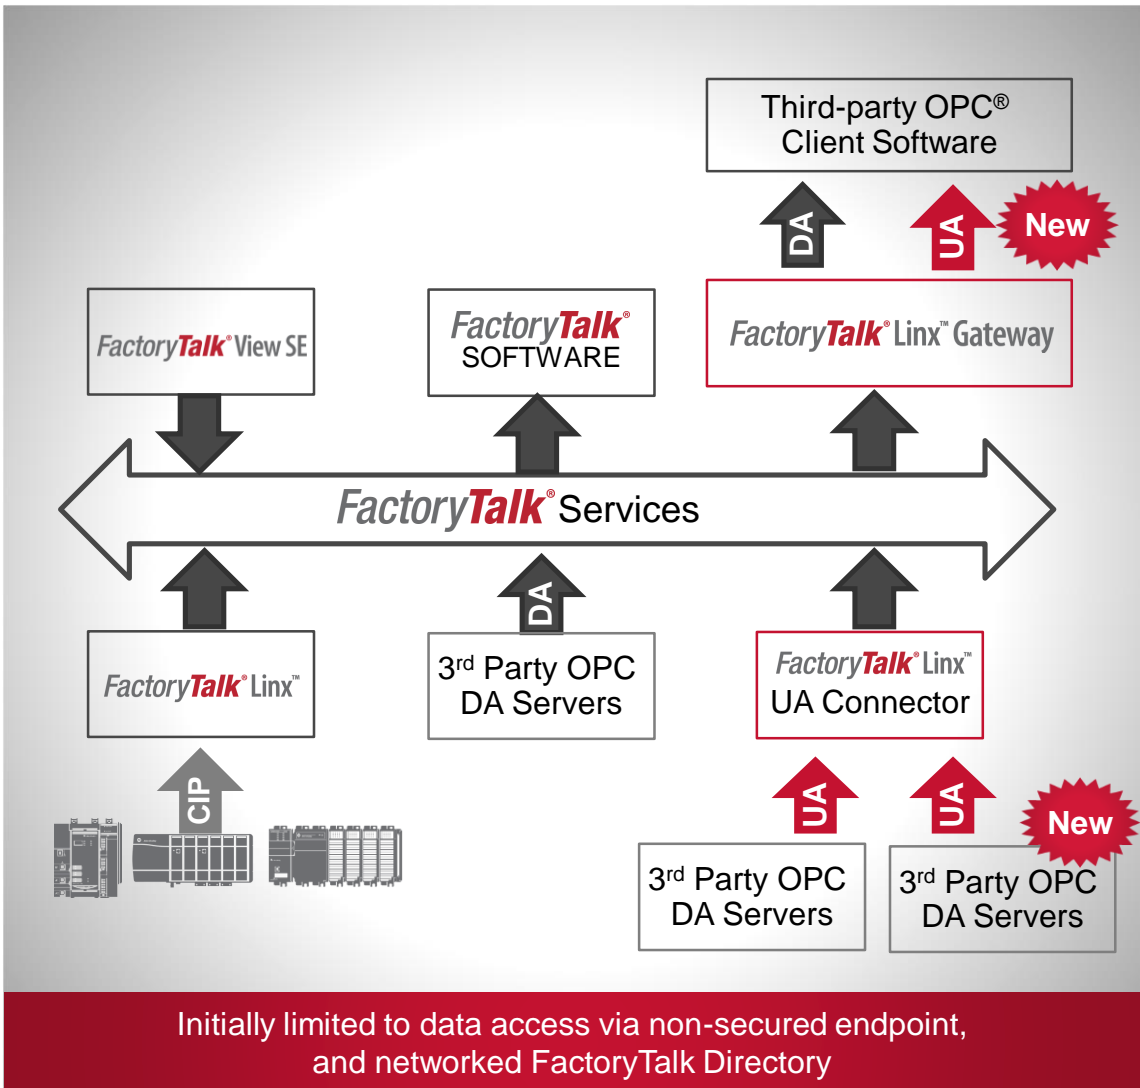 Third-party OPC®
Client Software
DA
UA
New
FactoryTalk® View SE
FactoryTalk®
SOFTWARE
FactoryTalk® Linx™ Gateway
FactoryTalk® Services
DA
FactoryTalk® Linx™
3rd Party OPC
DA Servers
FactoryTalk® Linx™
UA Connector
CIP
UA
UA
New
3rd Party OPC
DA Servers
3rd Party OPC
DA Servers
Initially limited to data access via non-secured endpoint,
and networked FactoryTalk Directory